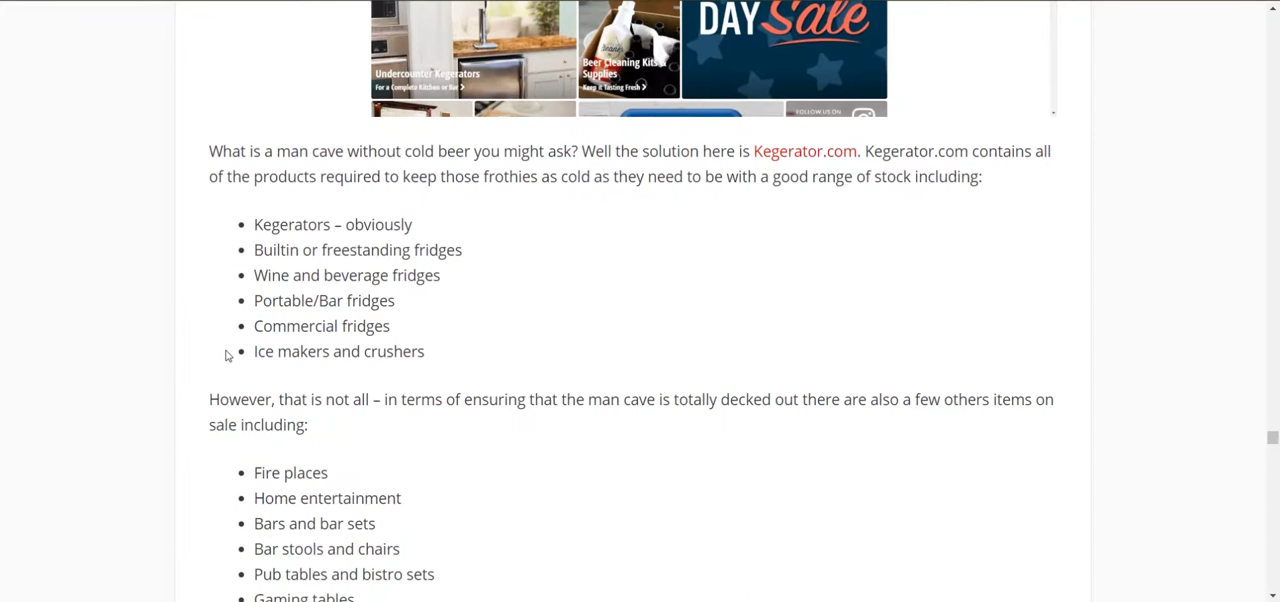 DAY Sale
Undercounter Kegerators
For a Complete Kitchen or Bar
Beer Cleaning Kits &
Supplies
Keep it Tasting Fresh
FOLLOW US ON
What is a man cave without cold beer you might ask? Well the solution here is Kegerator.com. Kegerator.com contains all
of the products required to keep those frothies as cold as they need to be with a good range of stock including:
• Kegerators – obviously
• Builtin or freestanding fridges
• Wine and beverage fridges
• Portable/Bar fridges
• Commercial fridges
• Ice makers and crushers
However, that is not all – in terms of ensuring that the man cave is totally decked out there are also a few others items on
sale including:
• Fire places
• Home entertainment
• Bars and bar sets
• Bar stools and chairs
• Pub tables and bistro sets
• Gaming tables